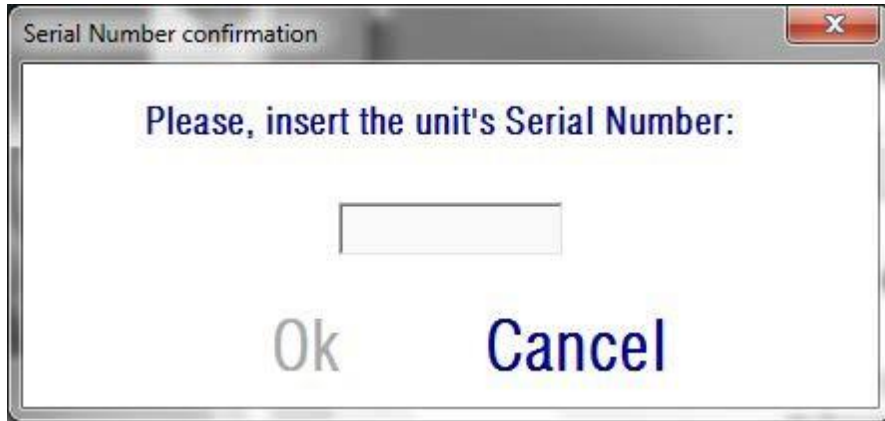 Serial Number confirmation
Please, insert the unit's Serial Number:
Ok
Cancel